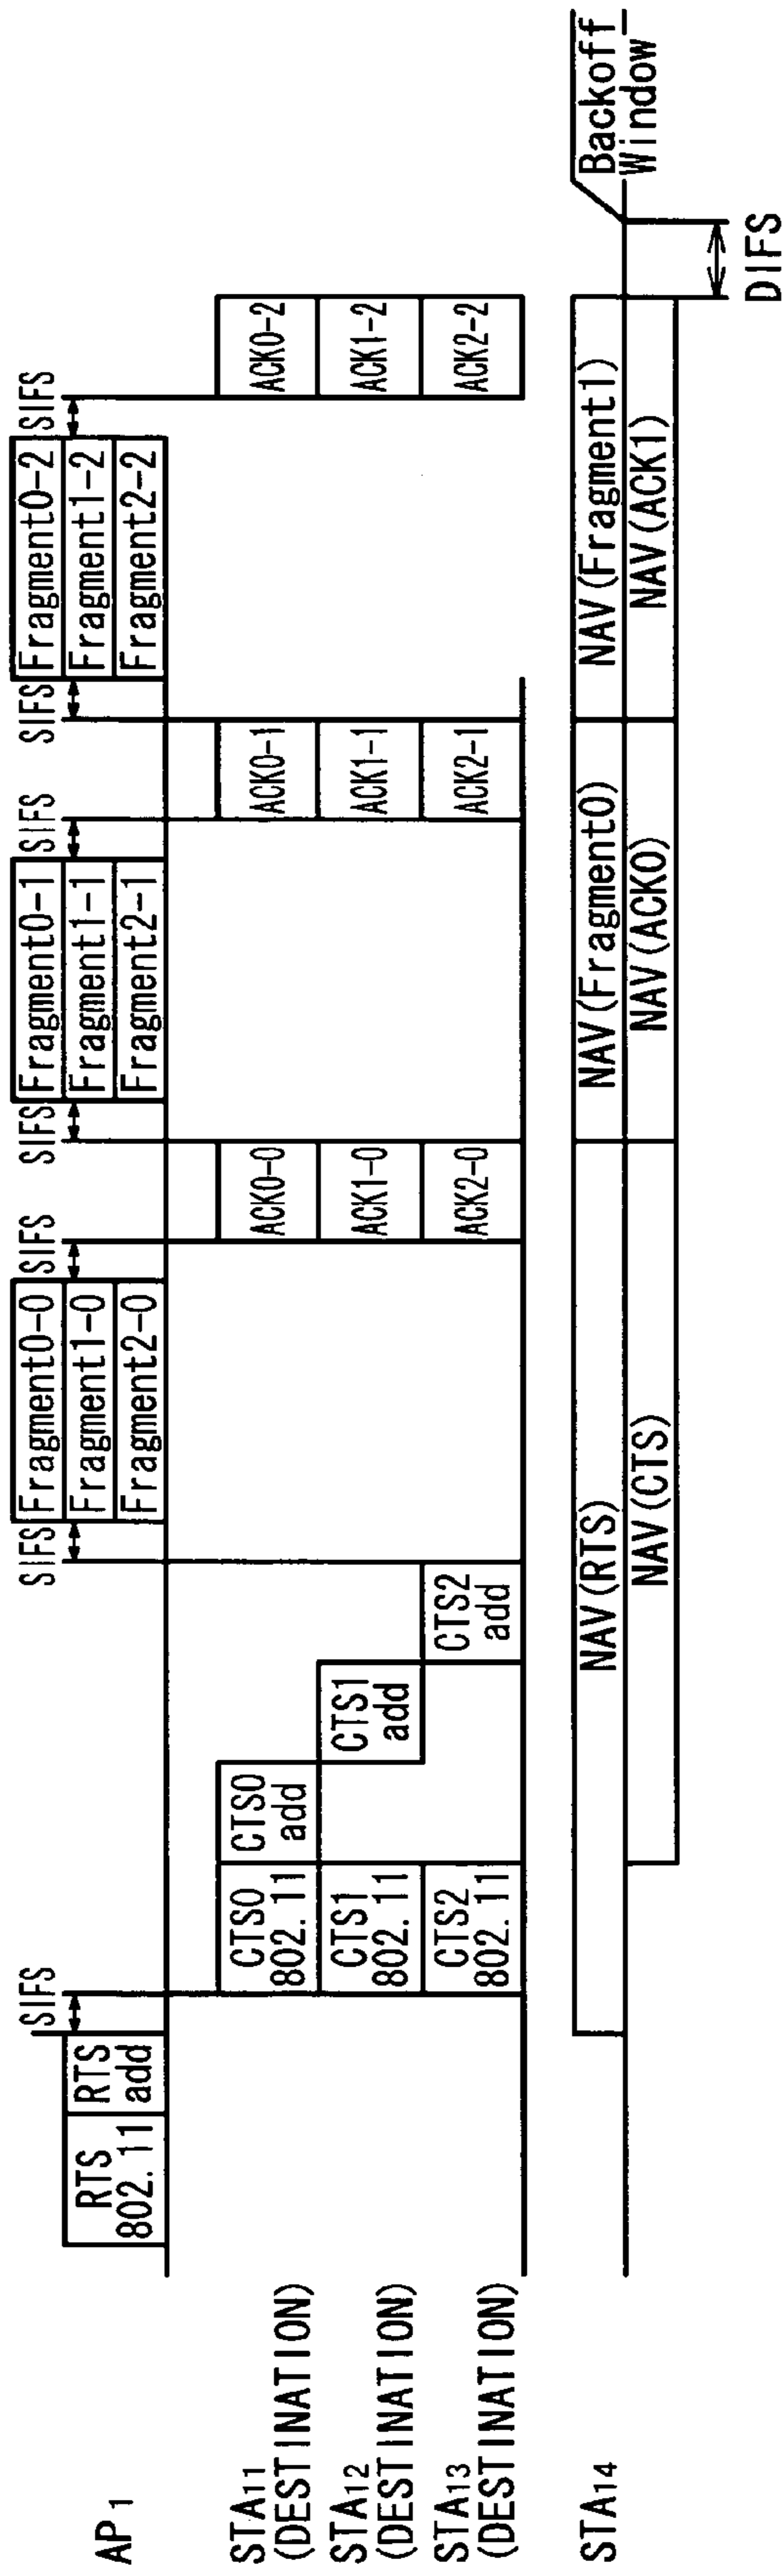 AP1
RTS
802.11
RTS
add
SIFS
SIFS
Fragment0-0
Fragment1-0
Fragment2-0
SIFS
SIFS
Fragment0-1
Fragment1-1
Fragment2-1
SIFS
SIFS
Fragment0-2
Fragment1-2
Fragment2-2
SIFS
STA11
(DESTINATION)
CTS0
802.11
CTS0
add
ACK0-0
ACK0-1
ACK0-2
STA12
(DESTINATION)
CTS1
802.11
CTS1
add
ACK1-0
ACK1-1
ACK1-2
STA13
(DESTINATION)
CTS2
802.11
CTS2
add
ACK2-0
ACK2-1
ACK2-2
STA14
NAV(RTS)
NAV(Fragment0)
NAV(Fragment1)
Backoff
Window
NAV(CTS)
NAV(ACK0)
NAV(ACK1)
DIFS